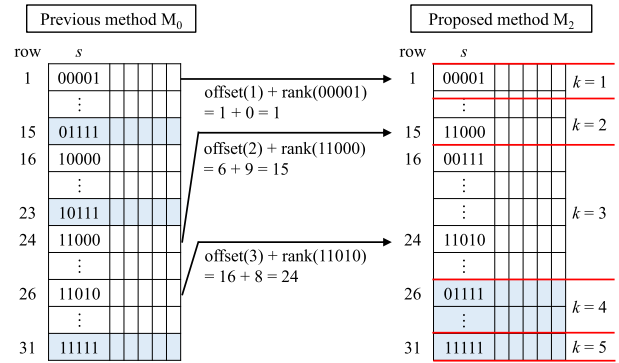 Previous method M₀
Proposed method M₂
row s
1 00001
⋮
15 01111
16 10000
⋮
23 10111
24 11000
⋮
26 11010
⋮
31 11111
offset(1) + rank(00001)
= 1 + 0 = 1
offset(2) + rank(11000)
= 6 + 9 = 15
offset(3) + rank(11010)
= 16 + 8 = 24
row s
1 00001 k = 1
⋮
15 11000 k = 2
16 00111
⋮
⋮ k = 3
24 11010
⋮
26 01111
⋮ k = 4
31 11111 k = 5